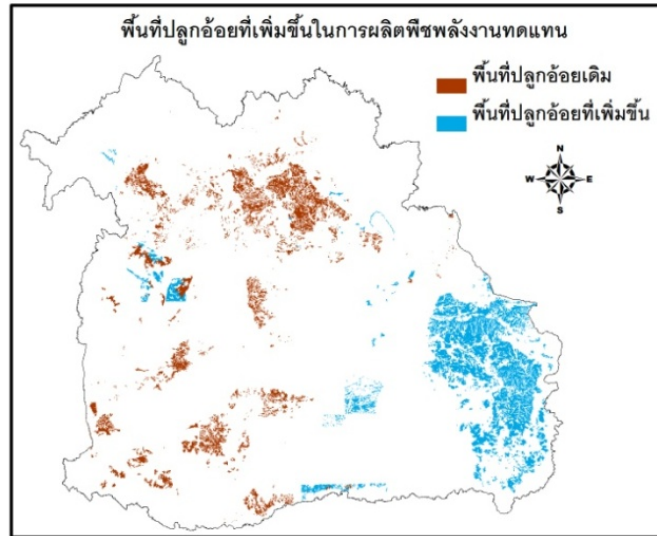 พื้นที่ปลูกอ้อยที่เพิ่มขึ้นในการผลิตพืชพลังงานทดแทน
พื้นที่ปลูกอ้อยเดิม
พื้นที่ปลูกอ้อยที่เพิ่มขึ้น
N
W E
S